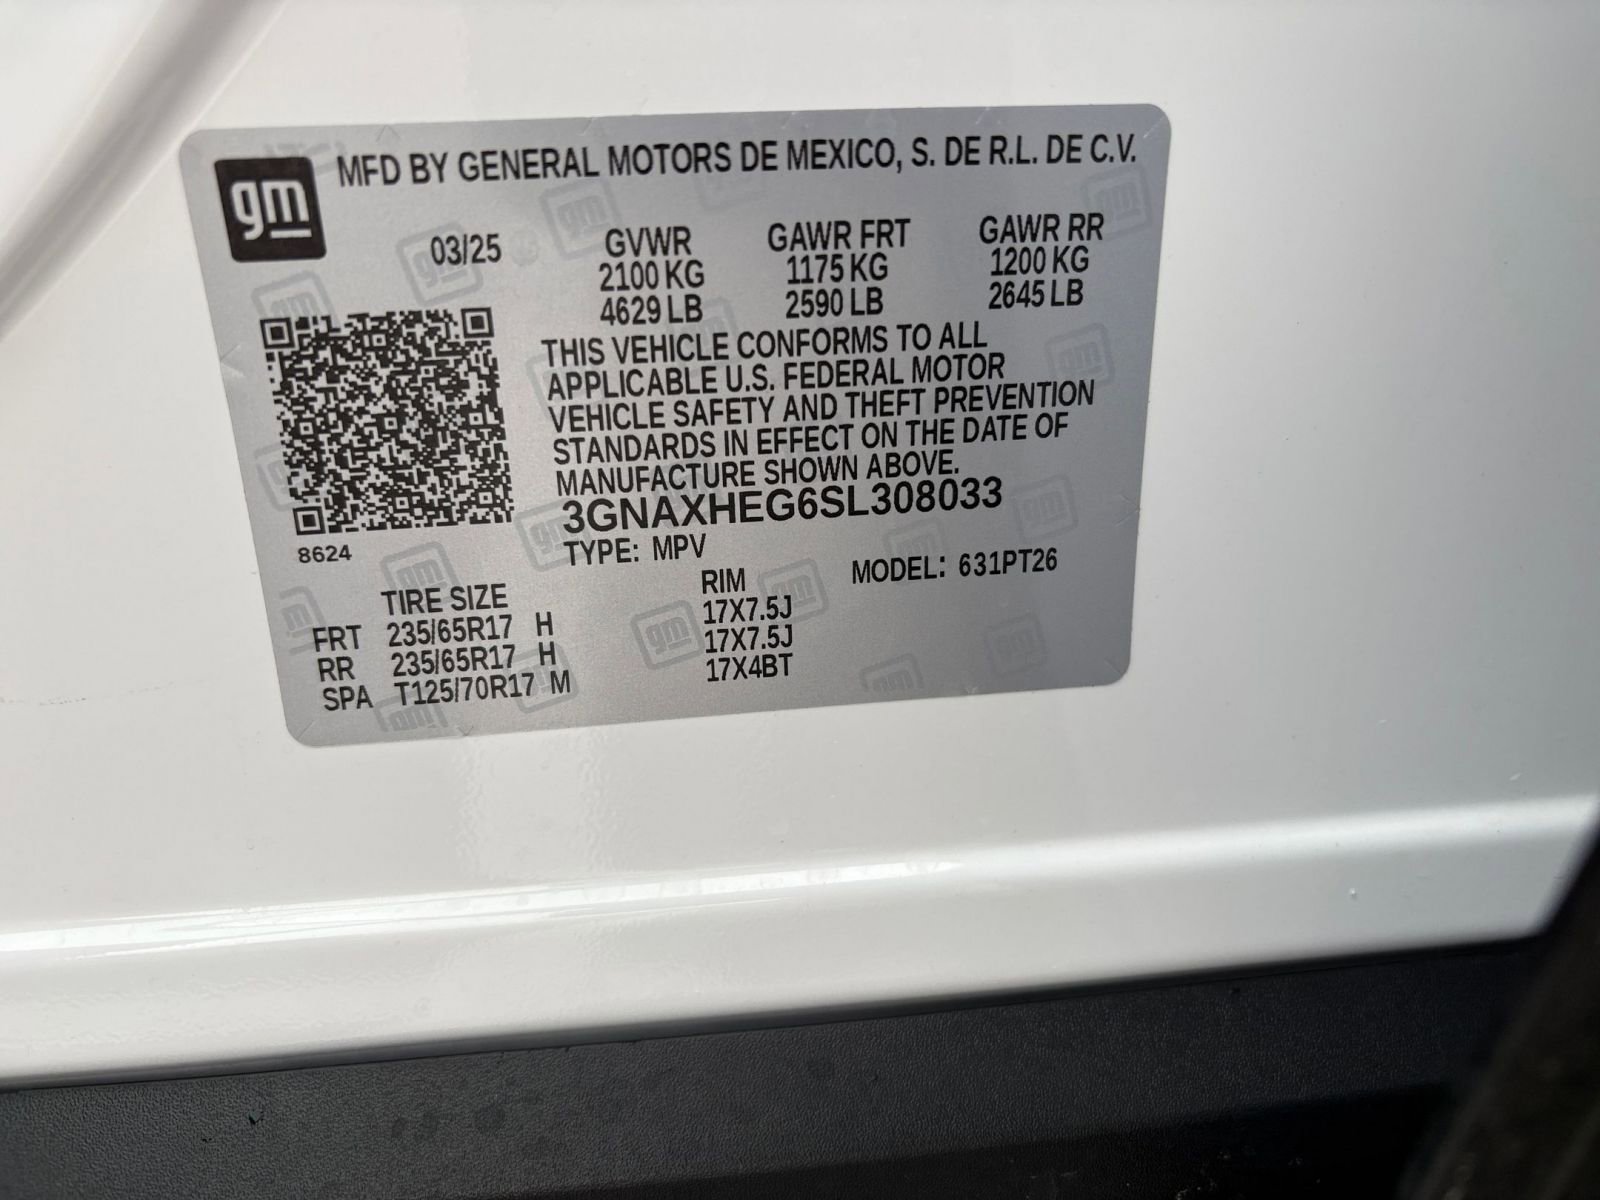 gm
MFD BY GENERAL MOTORS DE MEXICO, S. DE R.L. DE C.V.
03/25 GVWR GAWR FRT GAWR RR
2100 KG 1175 KG 1200 KG
4629 LB 2590 LB 2645 LB
THIS VEHICLE CONFORMS TO ALL
APPLICABLE U.S. FEDERAL MOTOR
VEHICLE SAFETY AND THEFT PREVENTION
STANDARDS IN EFFECT ON THE DATE OF
MANUFACTURE SHOWN ABOVE.
3GNAXHEG6SL308033
8624
TYPE: MPV MODEL: 631PT26
TIRE SIZE RIM
FRT 235/65R17 H 17X7.5J
RR 235/65R17 H 17X7.5J
SPA T125/70R17 M 17X4BT